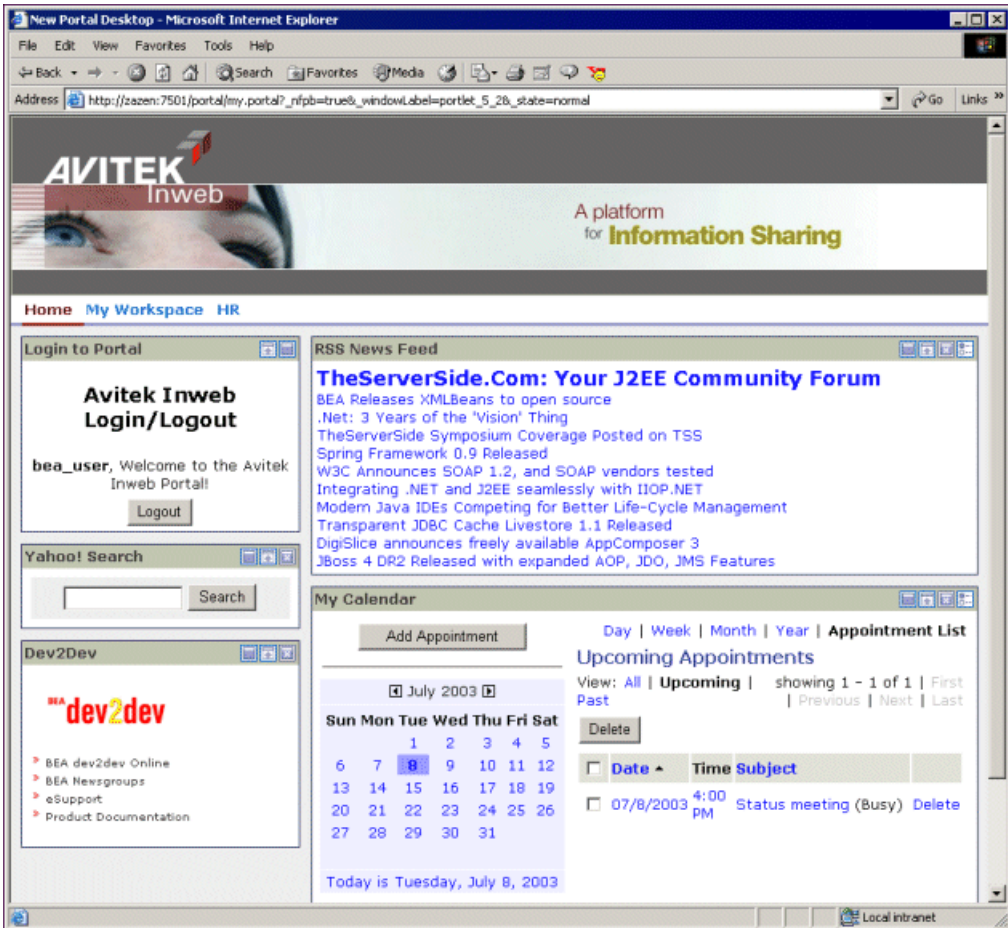 New Portal Desktop - Microsoft Internet Explorer
File Edit View Favorites Tools Help
Back Search Favorites Media
Address http://zazen:7501/portal/my.portal?_nfpb=true&_windowLabel=portlet_5_2&_state=normal Go Links »
AVITEK
Inweb
A platform
for Information Sharing
Home My Workspace HR
Login to Portal
Avitek Inweb
Login/Logout
bea_user, Welcome to the Avitek
Inweb Portal!
Logout
Yahoo! Search
Search
Dev2Dev
BEA dev2dev
BEA dev2dev Online
BEA Newsgroups
eSupport
Product Documentation
RSS News Feed
TheServerSide.Com: Your J2EE Community Forum
BEA Releases XMLBeans to open source
.Net: 3 Years of the 'Vision' Thing
TheServerSide Symposium Coverage Posted on TSS
Spring Framework 0.9 Released
W3C Announces SOAP 1.2, and SOAP vendors tested
Integrating .NET and J2EE seamlessly with IIOP.NET
Modern Java IDEs Competing for Better Life-Cycle Management
Transparent JDBC Cache Livestore 1.1 Released
DigiSlice announces freely available AppComposer 3
JBoss 4 DR2 Released with expanded AOP, JDO, JMS Features
My Calendar
Add Appointment
July 2003
Sun Mon Tue Wed Thu Fri Sat
1 2 3 4 5
6 7 8 9 10 11 12
13 14 15 16 17 18 19
20 21 22 23 24 25 26
27 28 29 30 31
Today is Tuesday, July 8, 2003
Day | Week | Month | Year | Appointment List
Upcoming Appointments
View: All | Upcoming |
Past
showing 1 - 1 of 1 | First
| Previous | Next | Last
Delete
Date Time Subject
07/8/2003 4:00 PM Status meeting (Busy) Delete
Local intranet